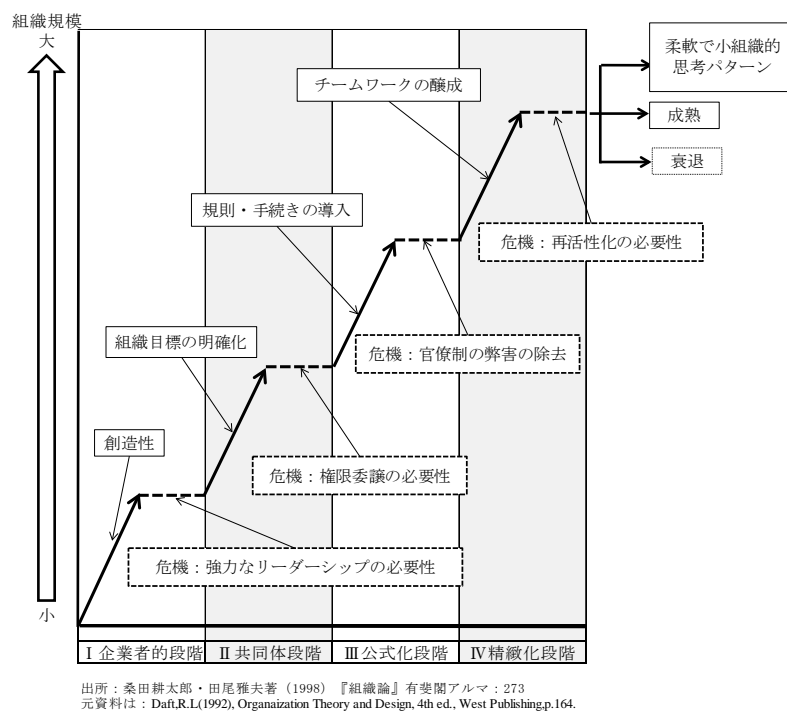 組織規模
大
柔軟で小組織的
思考パターン
チームワークの醸成
成熟
衰退
規則・手続きの導入
危機：再活性化の必要性
組織目標の明確化
危機：官僚制の弊害の除去
創造性
危機：権限委譲の必要性
危機：強力なリーダーシップの必要性
小
Ⅰ企業者的段階
Ⅱ共同体段階
Ⅲ公式化段階
Ⅳ精緻化段階
出所：桑田耕太郎・田尾雅夫著（1998）『組織論』有斐閣アルマ：273
元資料は：Daft,R.L(1992), Organaization Theory and Design, 4th ed., West Publishing,p.164.